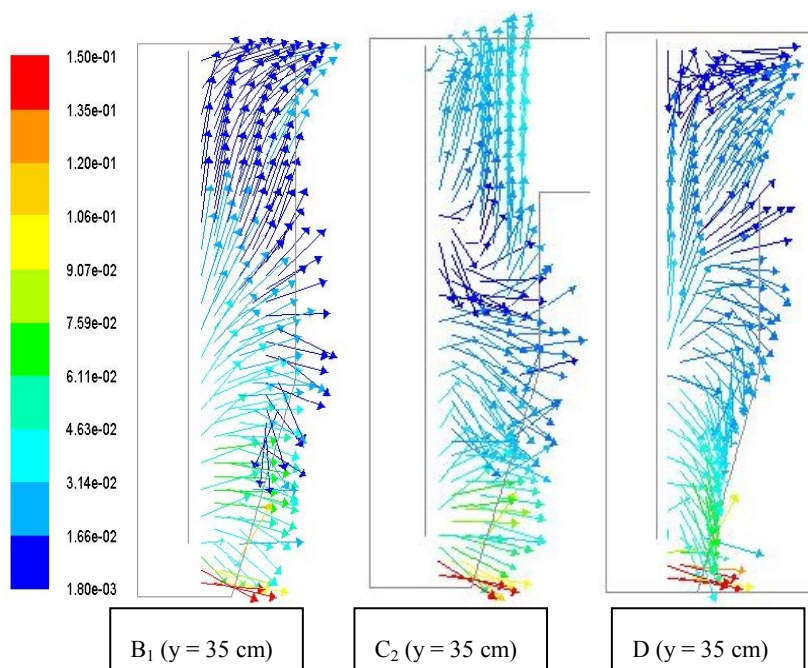 1.50e-01
1.35e-01
1.20e-01
1.06e-01
9.07e-02
7.59e-02
6.11e-02
4.63e-02
3.14e-02
1.66e-02
1.80e-03
B₁ (y = 35 cm)
C₂ (y = 35 cm)
D (y = 35 cm)